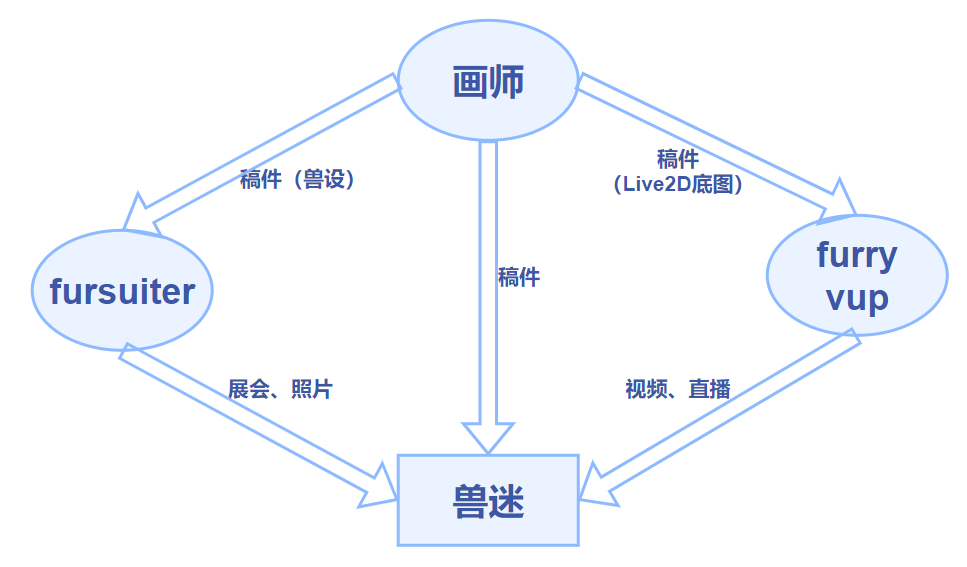 画师
稿件（兽设）
稿件
（Live2D底图）
fursuiter
稿件
furry
vup
展会、照片
视频、直播
兽迷